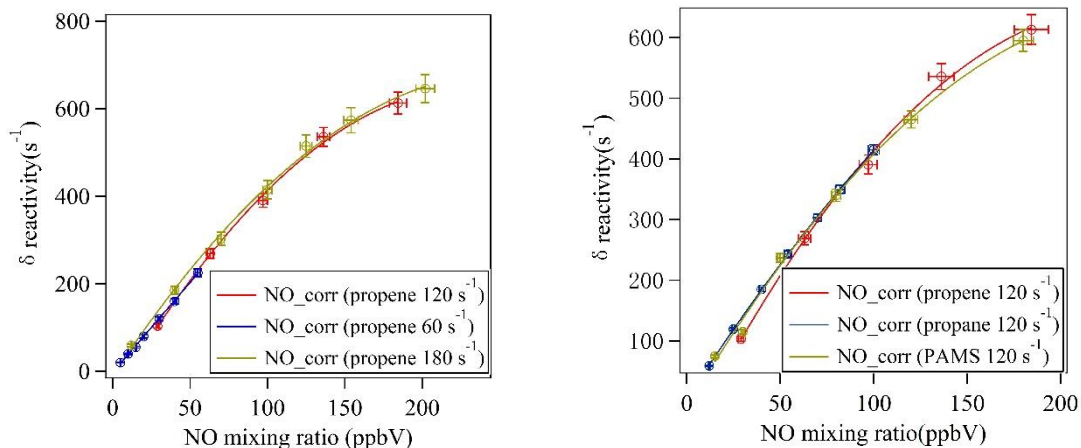 800
600
400
200
0
δ reactivity(s⁻¹)
NO_corr (propene 120 s⁻¹)
NO_corr (propene 60 s⁻¹)
NO_corr (propene 180 s⁻¹)
0 50 100 150 200
NO mixing ratio (ppbV)
600
500
400
300
200
100
δ reactivity(s⁻¹)
NO_corr (propene 120 s⁻¹)
NO_corr (propane 120 s⁻¹)
NO_corr (PAMS 120 s⁻¹)
0 50 100 150 200
NO mixing ratio(ppbV)